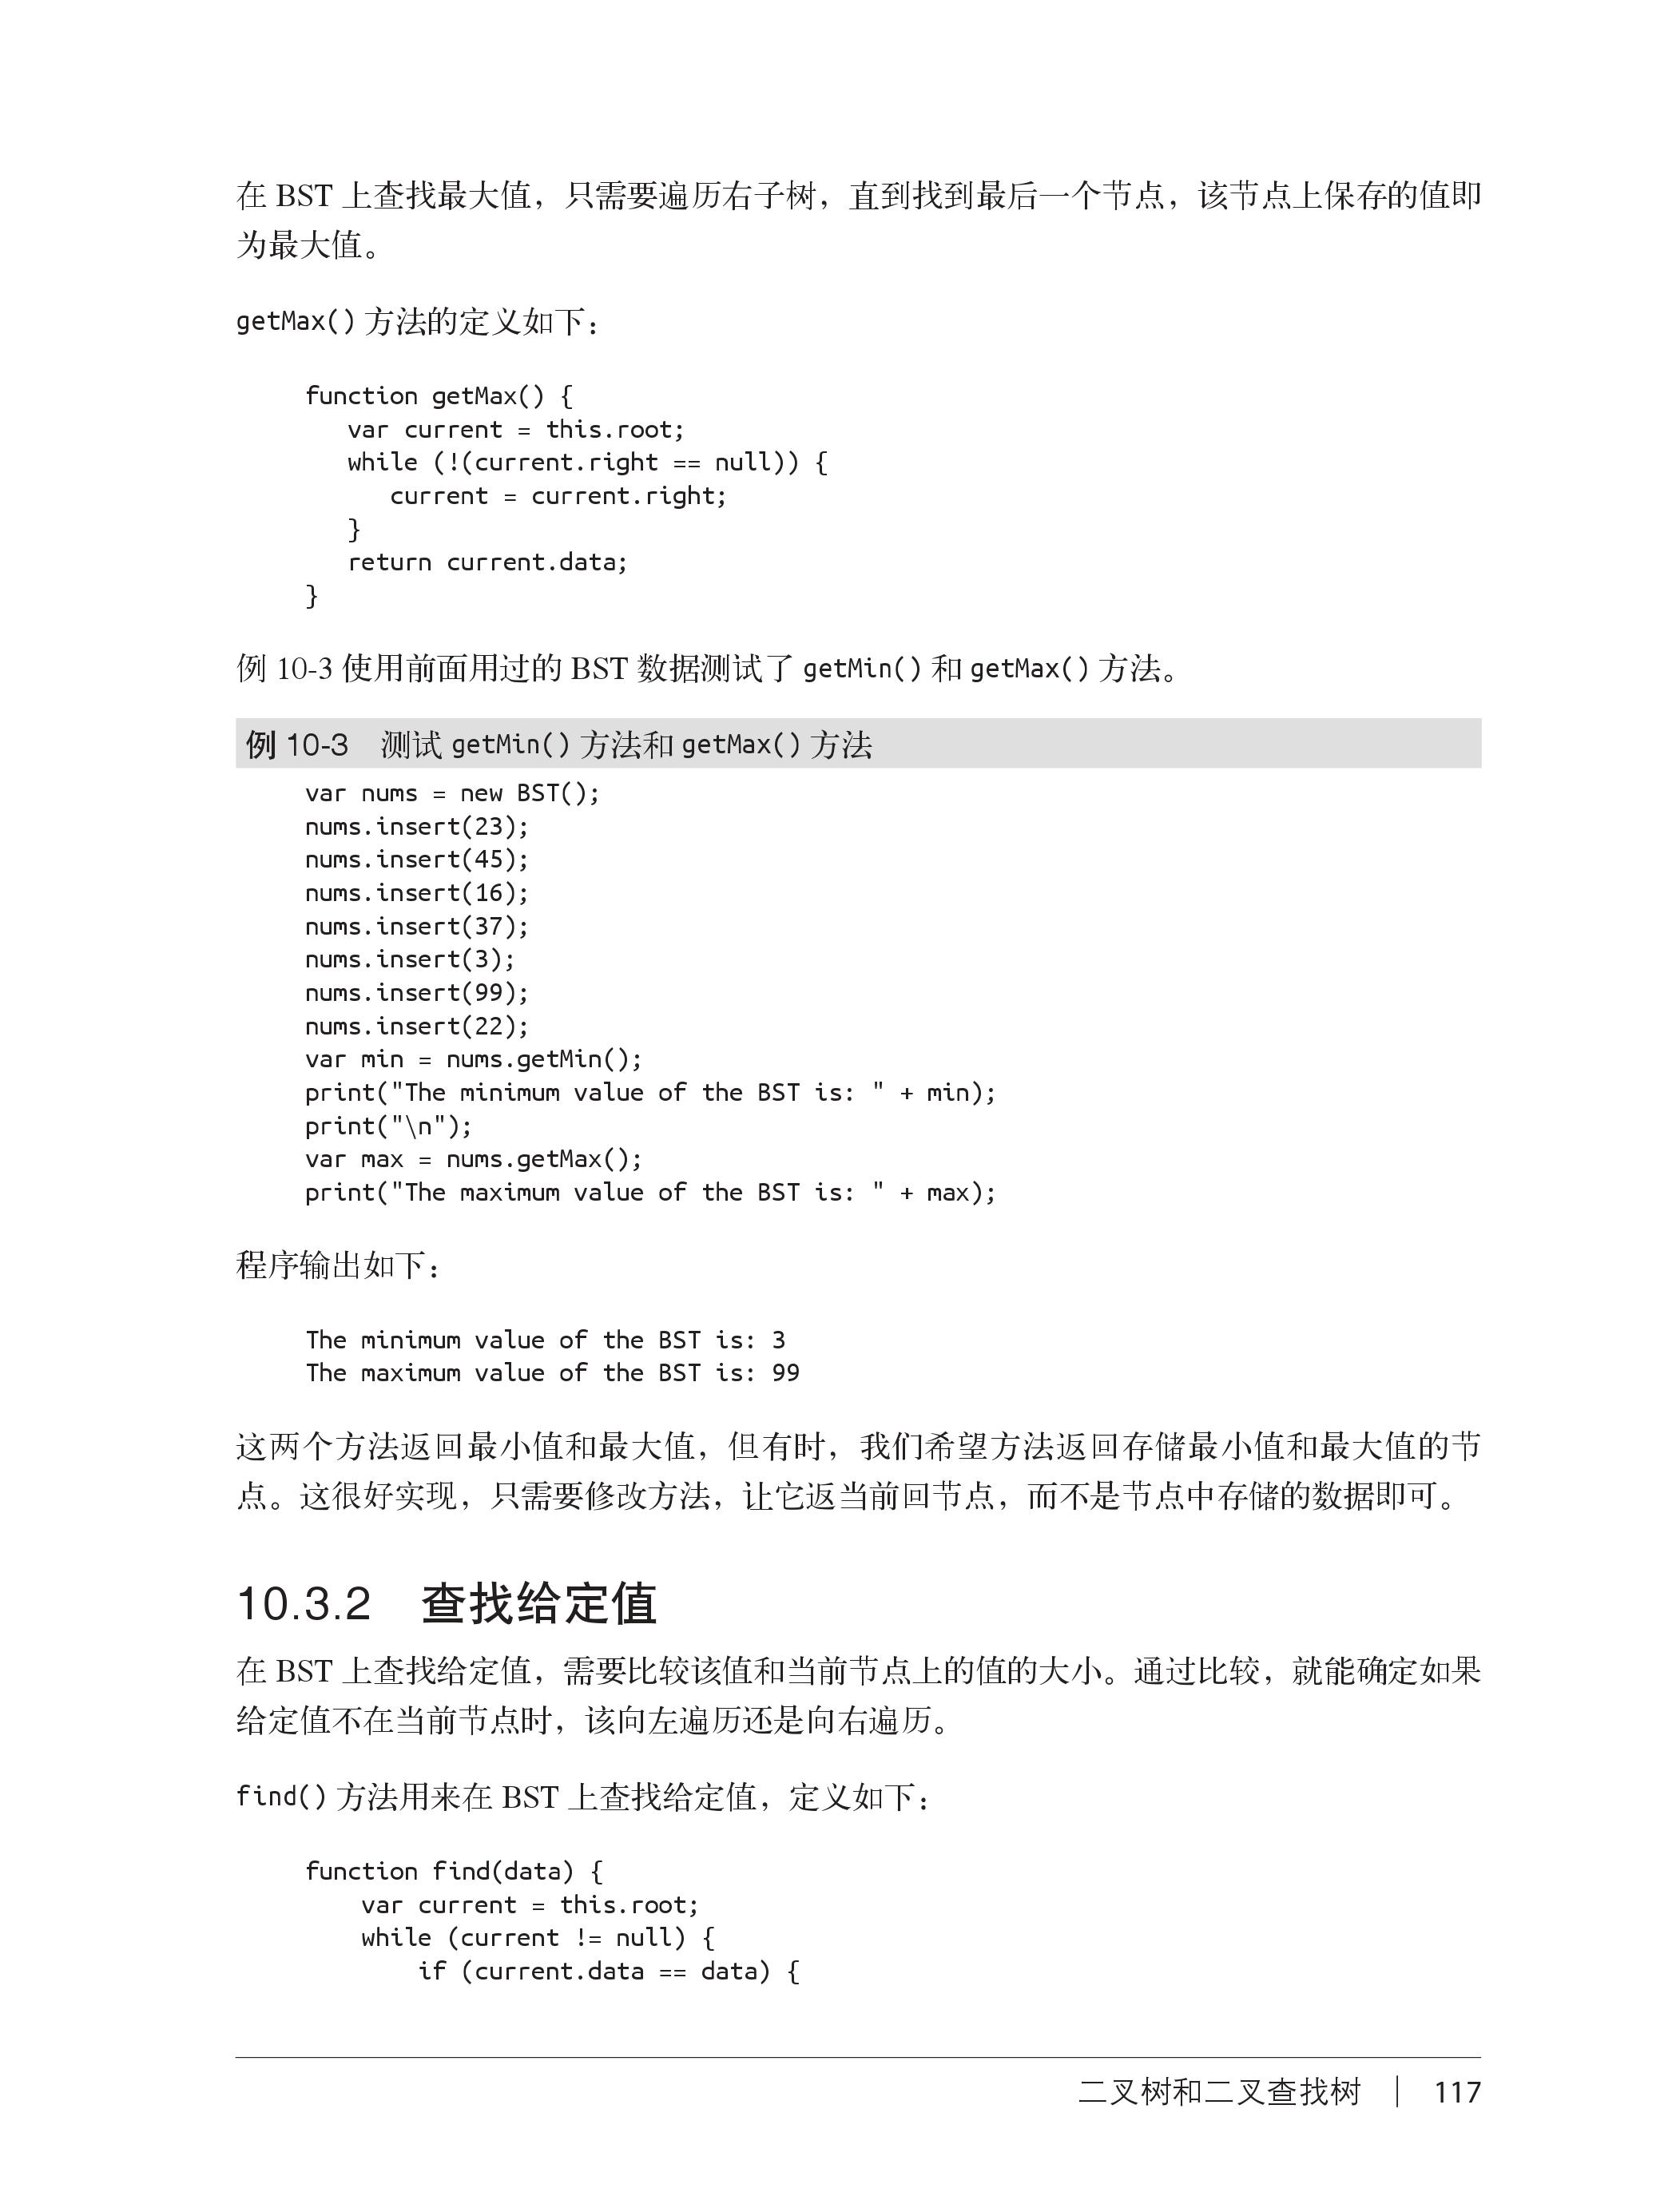 在 BST 上查找最大值，只需要遍历右子树，直到找到最后一个节点，该节点上保存的值即
为最大值。
getMax() 方法的定义如下：
function getMax() {
   var current = this.root;
   while (!(current.right == null)) {
      current = current.right;
   }
   return current.data;
}
例 10-3 使用前面用过的 BST 数据测试了 getMin() 和 getMax() 方法。
例 10-3　测试 getMin() 方法和 getMax() 方法
var nums = new BST();
nums.insert(23);
nums.insert(45);
nums.insert(16);
nums.insert(37);
nums.insert(3);
nums.insert(99);
nums.insert(22);
var min = nums.getMin();
print("The minimum value of the BST is: " + min);
print("\n");
var max = nums.getMax();
print("The maximum value of the BST is: " + max);
程序输出如下：
The minimum value of the BST is: 3
The maximum value of the BST is: 99
这两个方法返回最小值和最大值，但有时，我们希望方法返回存储最小值和最大值的节
点。这很好实现，只需要修改方法，让它返当前回节点，而不是节点中存储的数据即可。
10.3.2　查找给定值
在 BST 上查找给定值，需要比较该值和当前节点上的值的大小。通过比较，就能确定如果
给定值不在当前节点时，该向左遍历还是向右遍历。
find() 方法用来在 BST 上查找给定值，定义如下：
function find(data) {
    var current = this.root;
    while (current != null) {
        if (current.data == data) {
二叉树和二叉查找树 ｜ 117